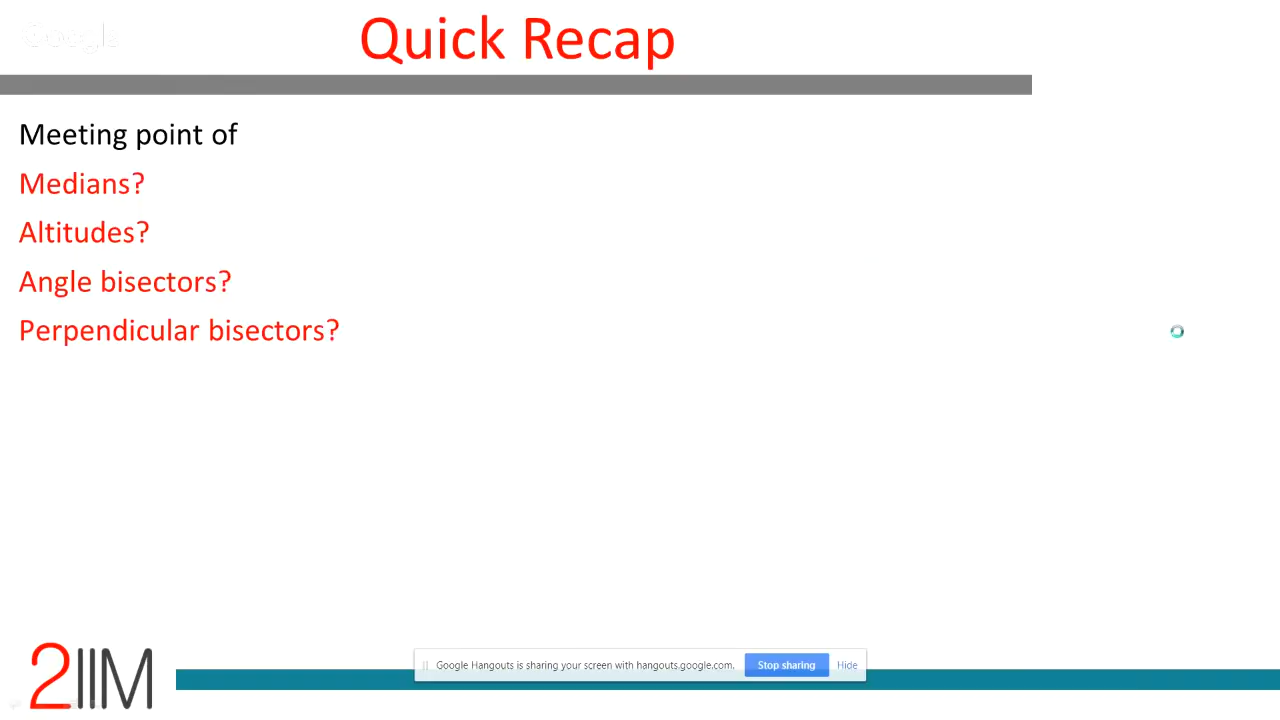 Google
Quick Recap
Meeting point of
Medians?
Altitudes?
Angle bisectors?
Perpendicular bisectors?
2IIM
Google Hangouts is sharing your screen with hangouts.google.com. Stop sharing Hide